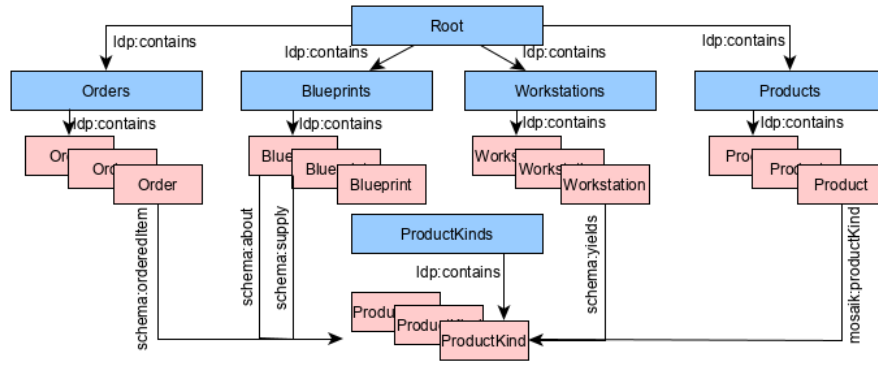 Root
ldp:contains
ldp:contains
ldp:contains
ldp:contains
Orders
Blueprints
Workstations
Products
ldp:contains
ldp:contains
ldp:contains
ldp:contains
Order
Blueprint
Workstation
Product
schema:orderedItem
schema:about
schema:supply
schema:yields
mosaik:productKind
ProductKinds
ldp:contains
ProductKind